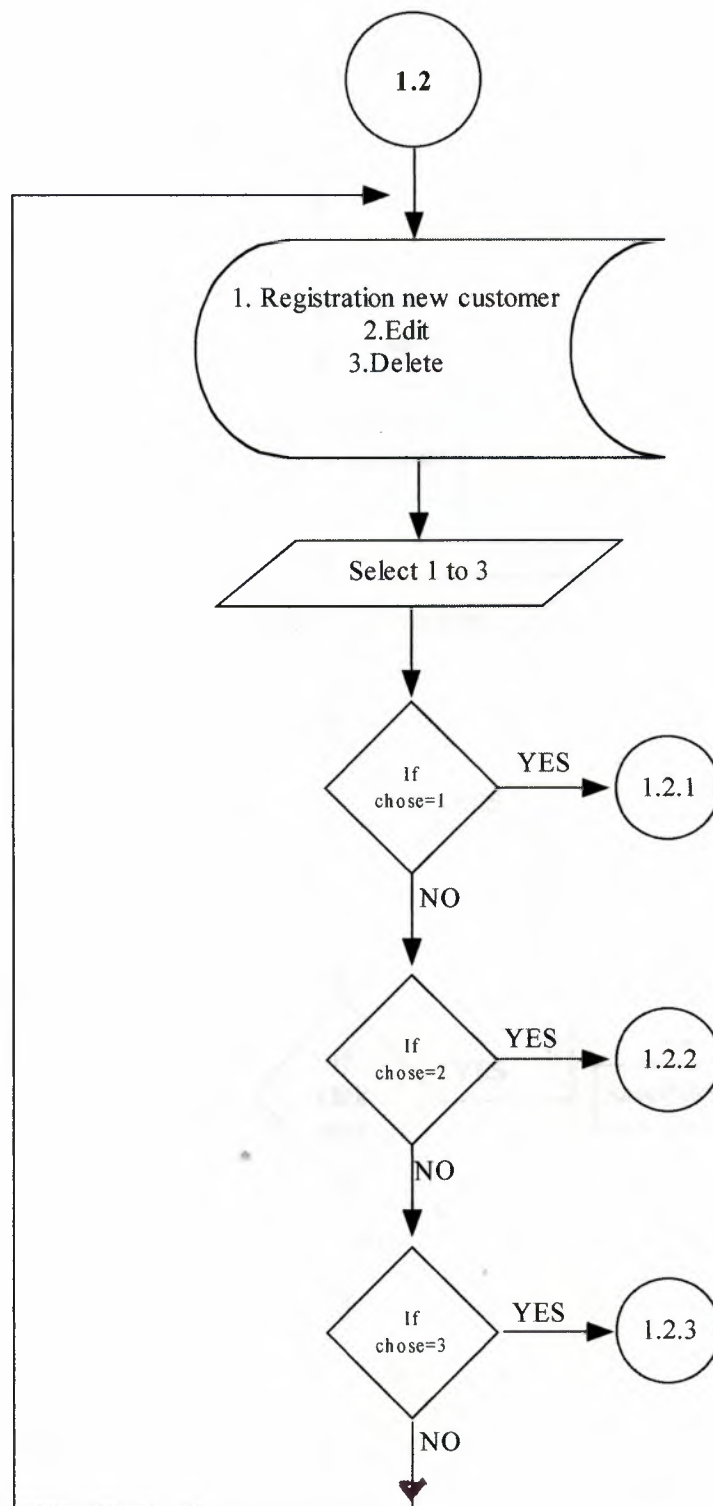 1.2
1. Registration new customer
2.Edit
3.Delete
Select 1 to 3
If
chose=1
YES
1.2.1
NO
If
chose=2
YES
1.2.2
NO
If
chose=3
YES
1.2.3
NO